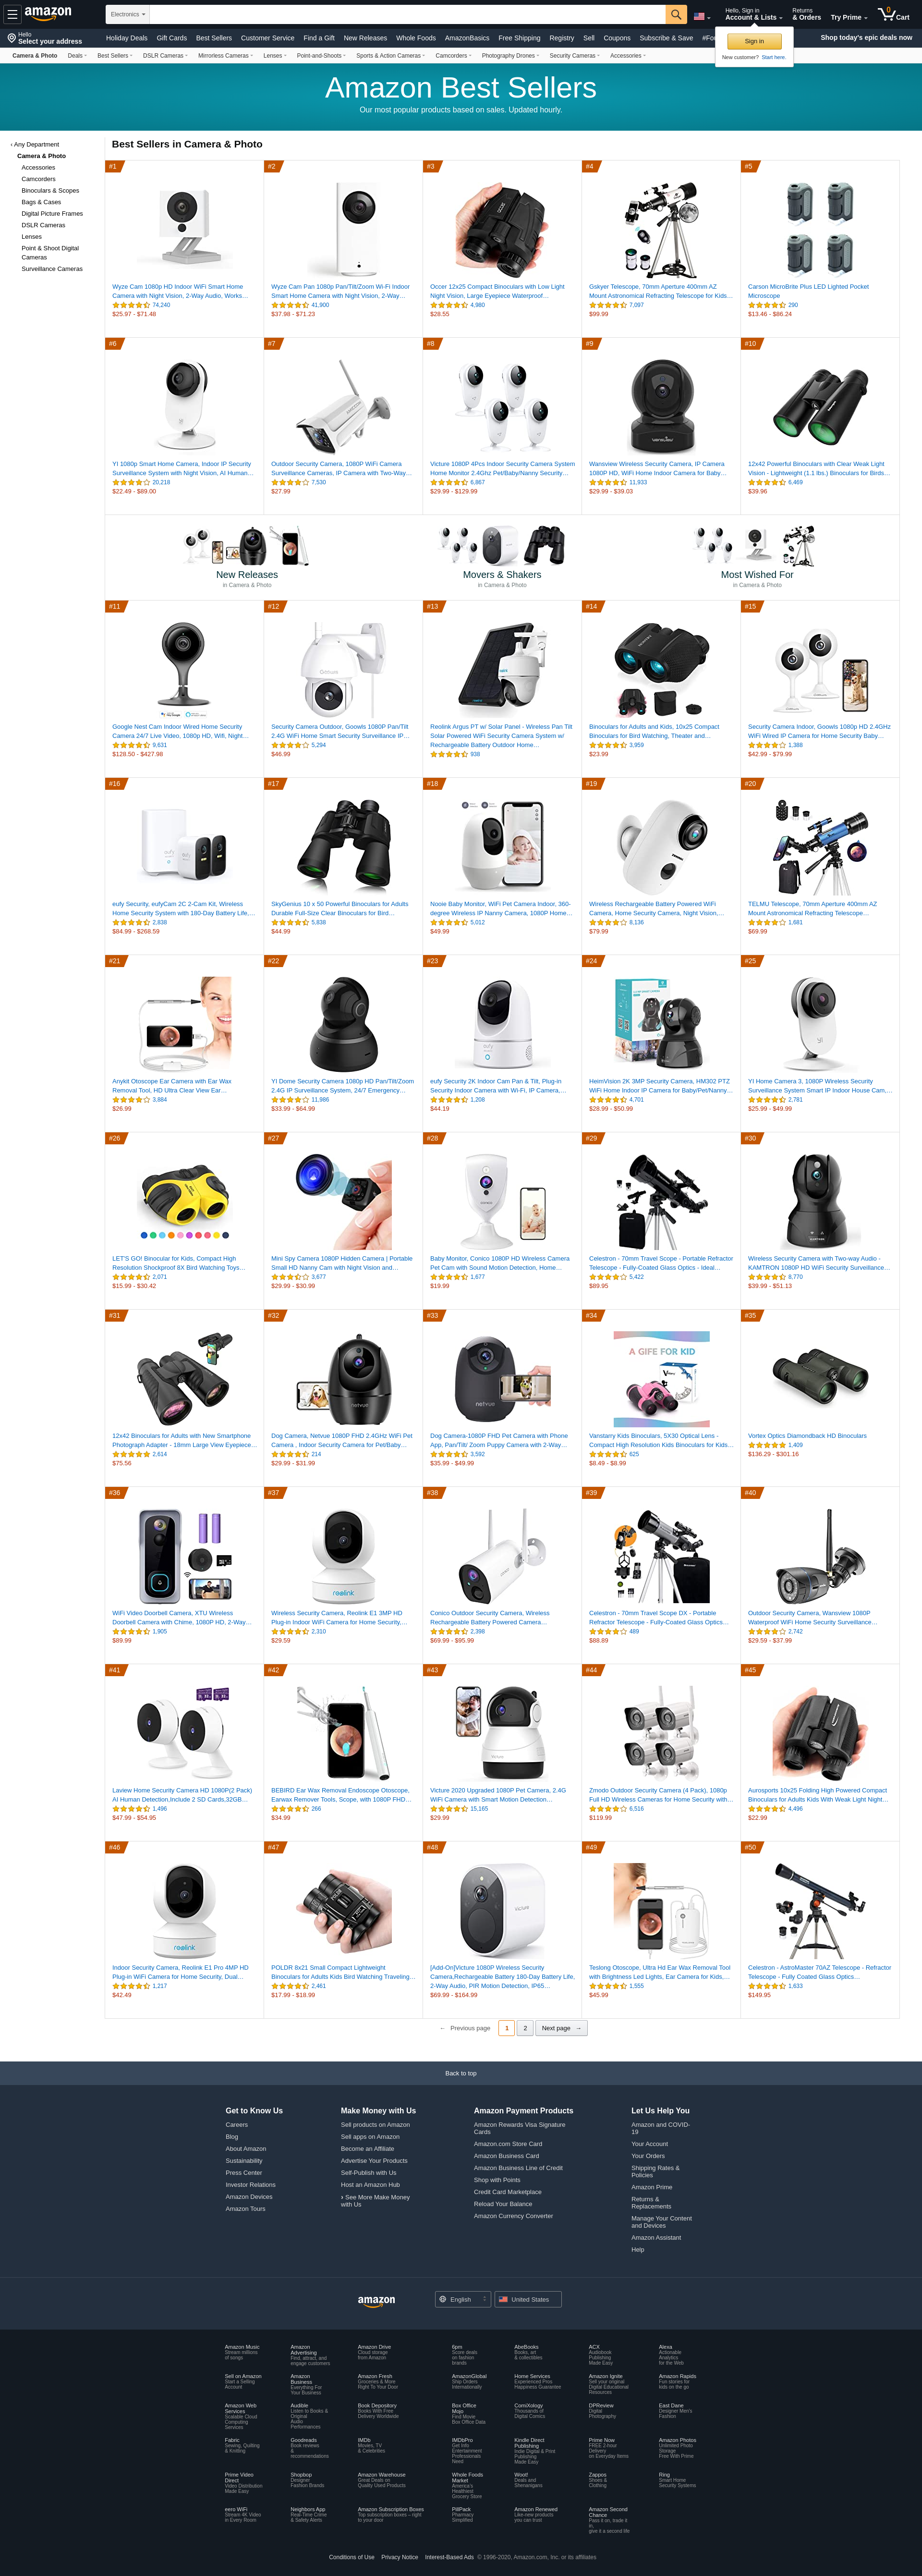 amazon
Electronics
Hello, Sign in
Account & Lists
Returns
& Orders
Try Prime
0
Cart
Hello
Select your address
Holiday Deals
Gift Cards
Best Sellers
Customer Service
Find a Gift
New Releases
Whole Foods
AmazonBasics
Free Shipping
Registry
Sell
Coupons
Subscribe & Save
Shop today's epic deals now
Sign in
New customer? Start here.
Camera & Photo
Deals
Best Sellers
DSLR Cameras
Mirrorless Cameras
Lenses
Point-and-Shoots
Sports & Action Cameras
Camcorders
Photography Drones
Security Cameras
Accessories
Amazon Best Sellers
Our most popular products based on sales. Updated hourly.
‹ Any Department
Camera & Photo
Accessories
Camcorders
Binoculars & Scopes
Bags & Cases
Digital Picture Frames
DSLR Cameras
Lenses
Point & Shoot Digital
Cameras
Surveillance Cameras
Best Sellers in Camera & Photo
#1
Wyze Cam 1080p HD Indoor WiFi Smart Home
Camera with Night Vision, 2-Way Audio, Works…
74,240
$25.97 - $71.48
#2
Wyze Cam Pan 1080p Pan/Tilt/Zoom Wi-Fi Indoor
Smart Home Camera with Night Vision, 2-Way…
41,900
$37.98 - $71.23
#3
Occer 12x25 Compact Binoculars with Low Light
Night Vision, Large Eyepiece Waterproof…
4,980
$28.55
#4
Gskyer Telescope, 70mm Aperture 400mm AZ
Mount Astronomical Refracting Telescope for Kids…
7,097
$99.99
#5
Carson MicroBrite Plus LED Lighted Pocket
Microscope
290
$13.46 - $86.24
#6
YI 1080p Smart Home Camera, Indoor IP Security
Surveillance System with Night Vision, AI Human…
20,218
$22.49 - $89.00
#7
Outdoor Security Camera, 1080P WiFi Camera
Surveillance Cameras, IP Camera with Two-Way…
7,530
$27.99
#8
Victure 1080P 4Pcs Indoor Security Camera System
Home Monitor 2.4Ghz Pet/Baby/Nanny Security…
6,867
$29.99 - $129.99
#9
Wansview Wireless Security Camera, IP Camera
1080P HD, WiFi Home Indoor Camera for Baby…
11,933
$29.99 - $39.03
#10
12x42 Powerful Binoculars with Clear Weak Light
Vision - Lightweight (1.1 lbs.) Binoculars for Birds…
6,469
$39.96
New Releases
in Camera & Photo
Movers & Shakers
in Camera & Photo
Most Wished For
in Camera & Photo
#11
Google Nest Cam Indoor Wired Home Security
Camera 24/7 Live Video, 1080p HD, Wifi, Night…
9,631
$128.50 - $427.98
#12
Security Camera Outdoor, Goowls 1080P Pan/Tilt
2.4G WiFi Home Smart Security Surveillance IP…
5,294
$46.99
#13
Reolink Argus PT w/ Solar Panel - Wireless Pan Tilt
Solar Powered WiFi Security Camera System w/
Rechargeable Battery Outdoor Home…
938
#14
Binoculars for Adults and Kids, 10x25 Compact
Binoculars for Bird Watching, Theater and…
3,959
$23.99
#15
Security Camera Indoor, Goowls 1080p HD 2.4GHz
WiFi Wired IP Camera for Home Security Baby…
1,388
$42.99 - $79.99
#16
eufy Security, eufyCam 2C 2-Cam Kit, Wireless
Home Security System with 180-Day Battery Life,…
2,838
$84.99 - $268.59
#17
SkyGenius 10 x 50 Powerful Binoculars for Adults
Durable Full-Size Clear Binoculars for Bird…
5,838
$44.99
#18
Nooie Baby Monitor, WiFi Pet Camera Indoor, 360-
degree Wireless IP Nanny Camera, 1080P Home…
5,012
$49.99
#19
Wireless Rechargeable Battery Powered WiFi
Camera, Home Security Camera, Night Vision,…
8,136
$79.99
#20
TELMU Telescope, 70mm Aperture 400mm AZ
Mount Astronomical Refracting Telescope…
1,681
$69.99
#21
Anykit Otoscope Ear Camera with Ear Wax
Removal Tool, HD Ultra Clear View Ear…
3,884
$26.99
#22
YI Dome Security Camera 1080p HD Pan/Tilt/Zoom
2.4G IP Surveillance System, 24/7 Emergency…
11,986
$33.99 - $64.99
#23
eufy Security 2K Indoor Cam Pan & Tilt, Plug-in
Security Indoor Camera with Wi-Fi, IP Camera,…
1,208
$44.19
#24
HeimVision 2K 3MP Security Camera, HM302 PTZ
WiFi Home Indoor IP Camera for Baby/Pet/Nanny…
4,701
$28.99 - $50.99
#25
YI Home Camera 3, 1080P Wireless Security
Surveillance System Smart IP Indoor House Cam,…
2,781
$25.99 - $49.99
#26
LET'S GO! Binocular for Kids, Compact High
Resolution Shockproof 8X Bird Watching Toys…
2,071
$15.99 - $30.42
#27
Mini Spy Camera 1080P Hidden Camera | Portable
Small HD Nanny Cam with Night Vision and…
3,677
$29.99 - $30.99
#28
Baby Monitor, Conico 1080P HD Wireless Camera
Pet Cam with Sound Motion Detection, Home…
1,677
$19.99
#29
Celestron - 70mm Travel Scope - Portable Refractor
Telescope - Fully-Coated Glass Optics - Ideal…
5,422
$89.95
#30
Wireless Security Camera with Two-way Audio -
KAMTRON 1080P HD WiFi Security Surveillance…
8,770
$39.99 - $51.13
#31
12x42 Binoculars for Adults with New Smartphone
Photograph Adapter - 18mm Large View Eyepiece…
2,614
$75.56
#32
netvue
Dog Camera, Netvue 1080P FHD 2.4GHz WiFi Pet
Camera , Indoor Security Camera for Pet/Baby…
214
$29.99 - $31.99
#33
netvue
Dog Camera-1080P FHD Pet Camera with Phone
App, Pan/Tilt/ Zoom Puppy Camera with 2-Way…
3,592
$35.99 - $49.99
#34
A GIFE FOR KID
Vanstarry Kids Binoculars, 5X30 Optical Lens -
Compact High Resolution Kids Binoculars for Kids…
625
$8.49 - $8.99
#35
Vortex Optics Diamondback HD Binoculars
1,409
$136.29 - $301.16
#36
WiFi Video Doorbell Camera, XTU Wireless
Doorbell Camera with Chime, 1080P HD, 2-Way…
1,905
$89.99
#37
reolink
Wireless Security Camera, Reolink E1 3MP HD
Plug-in Indoor WiFi Camera for Home Security,…
2,310
$29.59
#38
Conico Outdoor Security Camera, Wireless
Rechargeable Battery Powered Camera…
2,398
$69.99 - $95.99
#39
Celestron - 70mm Travel Scope DX - Portable
Refractor Telescope - Fully-Coated Glass Optics…
489
$88.89
#40
Outdoor Security Camera, Wansview 1080P
Waterproof WiFi Home Security Surveillance…
2,742
$29.59 - $37.99
#41
Laview Home Security Camera HD 1080P(2 Pack)
AI Human Detection,Include 2 SD Cards,32GB…
1,496
$47.99 - $54.95
#42
BEBIRD Ear Wax Removal Endoscope Otoscope,
Earwax Remover Tools, Scope, with 1080P FHD…
266
$34.99
#43
Victure 2020 Upgraded 1080P Pet Camera, 2.4G
WiFi Camera with Smart Motion Detection…
15,165
$29.99
#44
Zmodo Outdoor Security Camera (4 Pack), 1080p
Full HD Wireless Cameras for Home Security with…
6,516
$119.99
#45
Aurosports 10x25 Folding High Powered Compact
Binoculars for Adults Kids With Weak Light Night…
4,496
$22.99
#46
reolink
Indoor Security Camera, Reolink E1 Pro 4MP HD
Plug-in WiFi Camera for Home Security, Dual…
1,217
$42.49
#47
POLDR 8x21 Small Compact Lightweight
Binoculars for Adults Kids Bird Watching Traveling…
2,461
$17.99 - $18.99
#48
[Add-On]Victure 1080P Wireless Security
Camera,Rechargeable Battery 180-Day Battery Life,
2-Way Audio, PIR Motion Detection, IP65…
$69.99 - $164.99
#49
Teslong Otoscope, Ultra Hd Ear Wax Removal Tool
with Brightness Led Lights, Ear Camera for Kids,…
1,555
$45.99
#50
Celestron - AstroMaster 70AZ Telescope - Refractor
Telescope - Fully Coated Glass Optics…
1,633
$149.95
← Previous page
1
2
Next page →
Back to top
Get to Know Us
Careers
Blog
About Amazon
Sustainability
Press Center
Investor Relations
Amazon Devices
Amazon Tours
Make Money with Us
Sell products on Amazon
Sell apps on Amazon
Become an Affiliate
Advertise Your Products
Self-Publish with Us
Host an Amazon Hub
› See More Make Money
with Us
Amazon Payment Products
Amazon Rewards Visa Signature
Cards
Amazon.com Store Card
Amazon Business Card
Amazon Business Line of Credit
Shop with Points
Credit Card Marketplace
Reload Your Balance
Amazon Currency Converter
Let Us Help You
Amazon and COVID-
19
Your Account
Your Orders
Shipping Rates &
Policies
Amazon Prime
Returns &
Replacements
Manage Your Content
and Devices
Amazon Assistant
Help
amazon
English
United States
Amazon Music
Stream millions
of songs
Amazon
Advertising
Find, attract, and
engage customers
Amazon Drive
Cloud storage
from Amazon
6pm
Score deals
on fashion
brands
AbeBooks
Books, art
& collectibles
ACX
Audiobook
Publishing
Made Easy
Alexa
Actionable
Analytics
for the Web
Sell on Amazon
Start a Selling
Account
Amazon
Business
Everything For
Your Business
Amazon Fresh
Groceries & More
Right To Your Door
AmazonGlobal
Ship Orders
Internationally
Home Services
Experienced Pros
Happiness Guarantee
Amazon Ignite
Sell your original
Digital Educational
Resources
Amazon Rapids
Fun stories for
kids on the go
Amazon Web
Services
Scalable Cloud
Computing
Services
Audible
Listen to Books &
Original
Audio
Performances
Book Depository
Books With Free
Delivery Worldwide
Box Office
Mojo
Find Movie
Box Office Data
ComiXology
Thousands of
Digital Comics
DPReview
Digital
Photography
East Dane
Designer Men's
Fashion
Fabric
Sewing, Quilting
& Knitting
Goodreads
Book reviews
&
recommendations
IMDb
Movies, TV
& Celebrities
IMDbPro
Get Info
Entertainment
Professionals
Need
Kindle Direct
Publishing
Indie Digital & Print
Publishing
Made Easy
Prime Now
FREE 2-hour
Delivery
on Everyday Items
Amazon Photos
Unlimited Photo
Storage
Free With Prime
Prime Video
Direct
Video Distribution
Made Easy
Shopbop
Designer
Fashion Brands
Amazon Warehouse
Great Deals on
Quality Used Products
Whole Foods
Market
America's
Healthiest
Grocery Store
Woot!
Deals and
Shenanigans
Zappos
Shoes &
Clothing
Ring
Smart Home
Security Systems
eero WiFi
Stream 4K Video
in Every Room
Neighbors App
Real-Time Crime
& Safety Alerts
Amazon Subscription Boxes
Top subscription boxes – right
to your door
PillPack
Pharmacy
Simplified
Amazon Renewed
Like-new products
you can trust
Amazon Second
Chance
Pass it on, trade it
in,
give it a second life
Conditions of Use
Privacy Notice
Interest-Based Ads
© 1996-2020, Amazon.com, Inc. or its affiliates